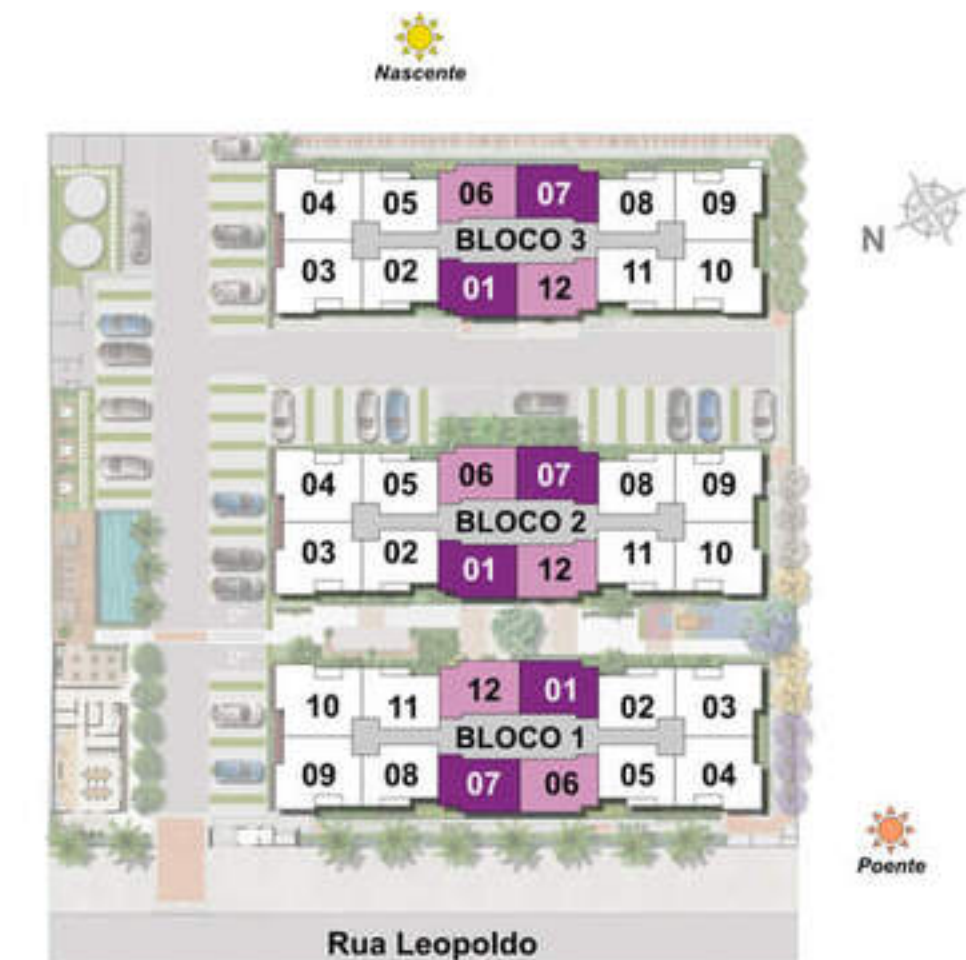 Nascente
04 05 06 07 08 09
BLOCO 3
03 02 01 12 11 10
N
04 05 06 07 08 09
BLOCO 2
03 02 01 12 11 10
10 11 12 01 02 03
BLOCO 1
09 08 07 06 05 04
Poente
Rua Leopoldo